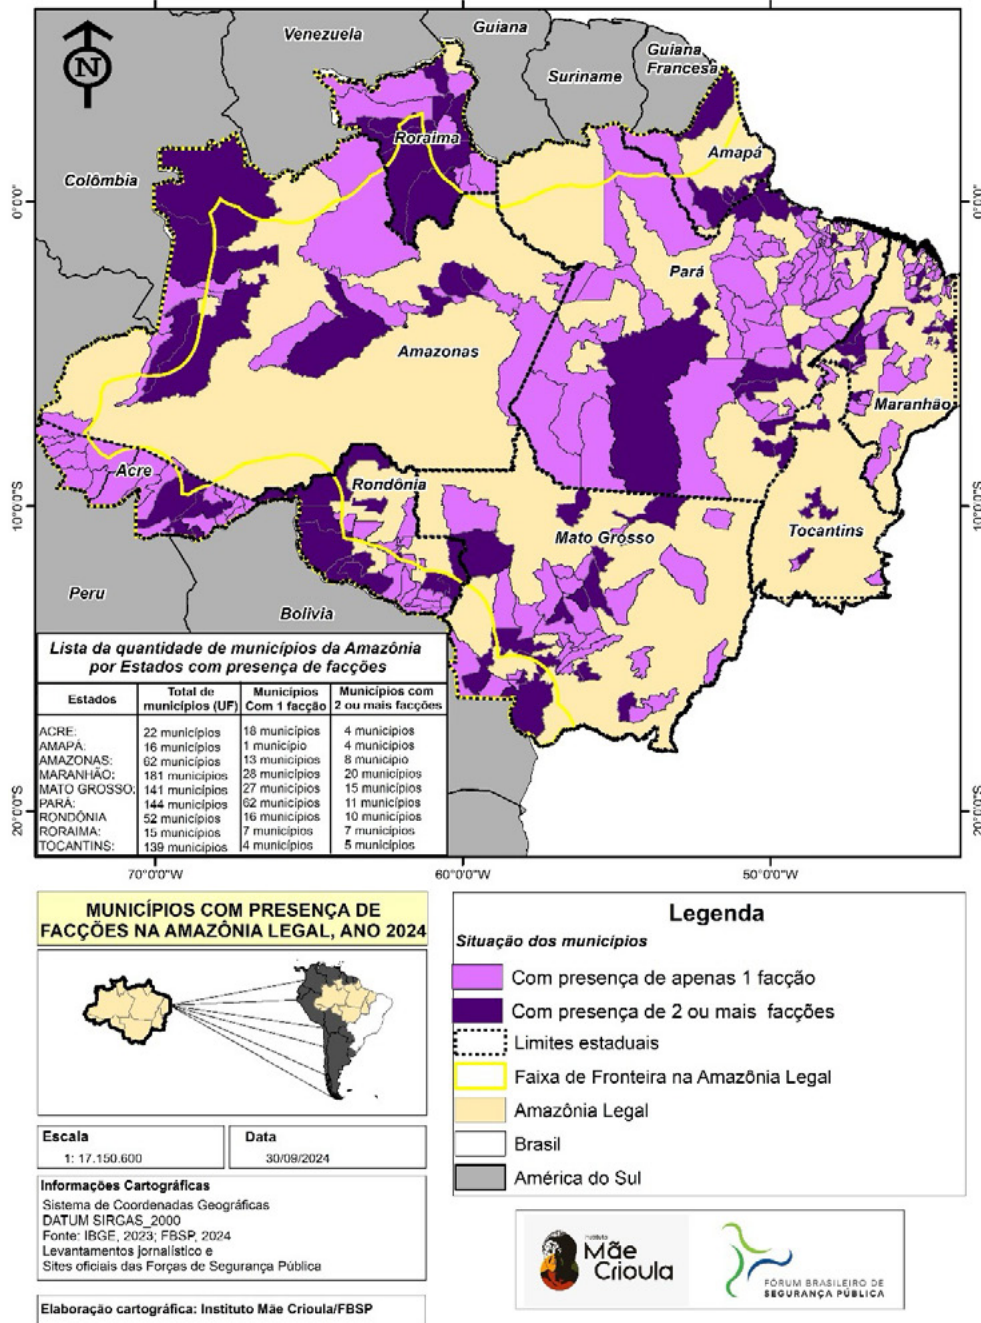 Venezuela
Guiana
Suriname
Guiana
Francesa
N
Colômbia
Roraima
Amapá
0°0'0"
0°0'0"
Pará
Amazonas
Maranhão
Acre
Rondônia
10°0'0"S
10°0'0"S
Mato Grosso
Tocantins
Peru
Bolívia
Lista da quantidade de municípios da Amazônia
por Estados com presença de facções
Estados
Total de
municípios (UF)
Municípios
Com 1 facção
Municípios com
2 ou mais facções
ACRE: 22 municípios 18 municípios 4 municípios
AMAPÁ: 16 municípios 1 município 4 municípios
AMAZONAS: 62 municípios 13 municípios 8 município
MARANHÃO: 181 municípios 28 municípios 20 municípios
MATO GROSSO: 141 municípios 27 municípios 15 municípios
PARÁ: 144 municípios 62 municípios 11 municípios
RONDÔNIA 52 municípios 16 municípios 10 municípios
RORAIMA: 15 municípios 7 municípios 7 municípios
TOCANTINS: 139 municípios 4 municípios 5 municípios
20°0'0"S
20°0'0"S
70°0'0"W
60°0'0"W
50°0'0"W
MUNICÍPIOS COM PRESENÇA DE
FACÇÕES NA AMAZÔNIA LEGAL, ANO 2024
Escala
1: 17.150.600
Data
30/09/2024
Informações Cartográficas
Sistema de Coordenadas Geográficas
DATUM SIRGAS_2000
Fonte: IBGE, 2023; FBSP, 2024
Levantamentos jornalístico e
Sites oficiais das Forças de Segurança Pública
Elaboração cartográfica: Instituto Mãe Crioula/FBSP
Legenda
Situação dos municípios
Com presença de apenas 1 facção
Com presença de 2 ou mais facções
Limites estaduais
Faixa de Fronteira na Amazônia Legal
Amazônia Legal
Brasil
América do Sul
Instituto
Mãe
Crioula
FÓRUM BRASILEIRO DE
SEGURANÇA PÚBLICA